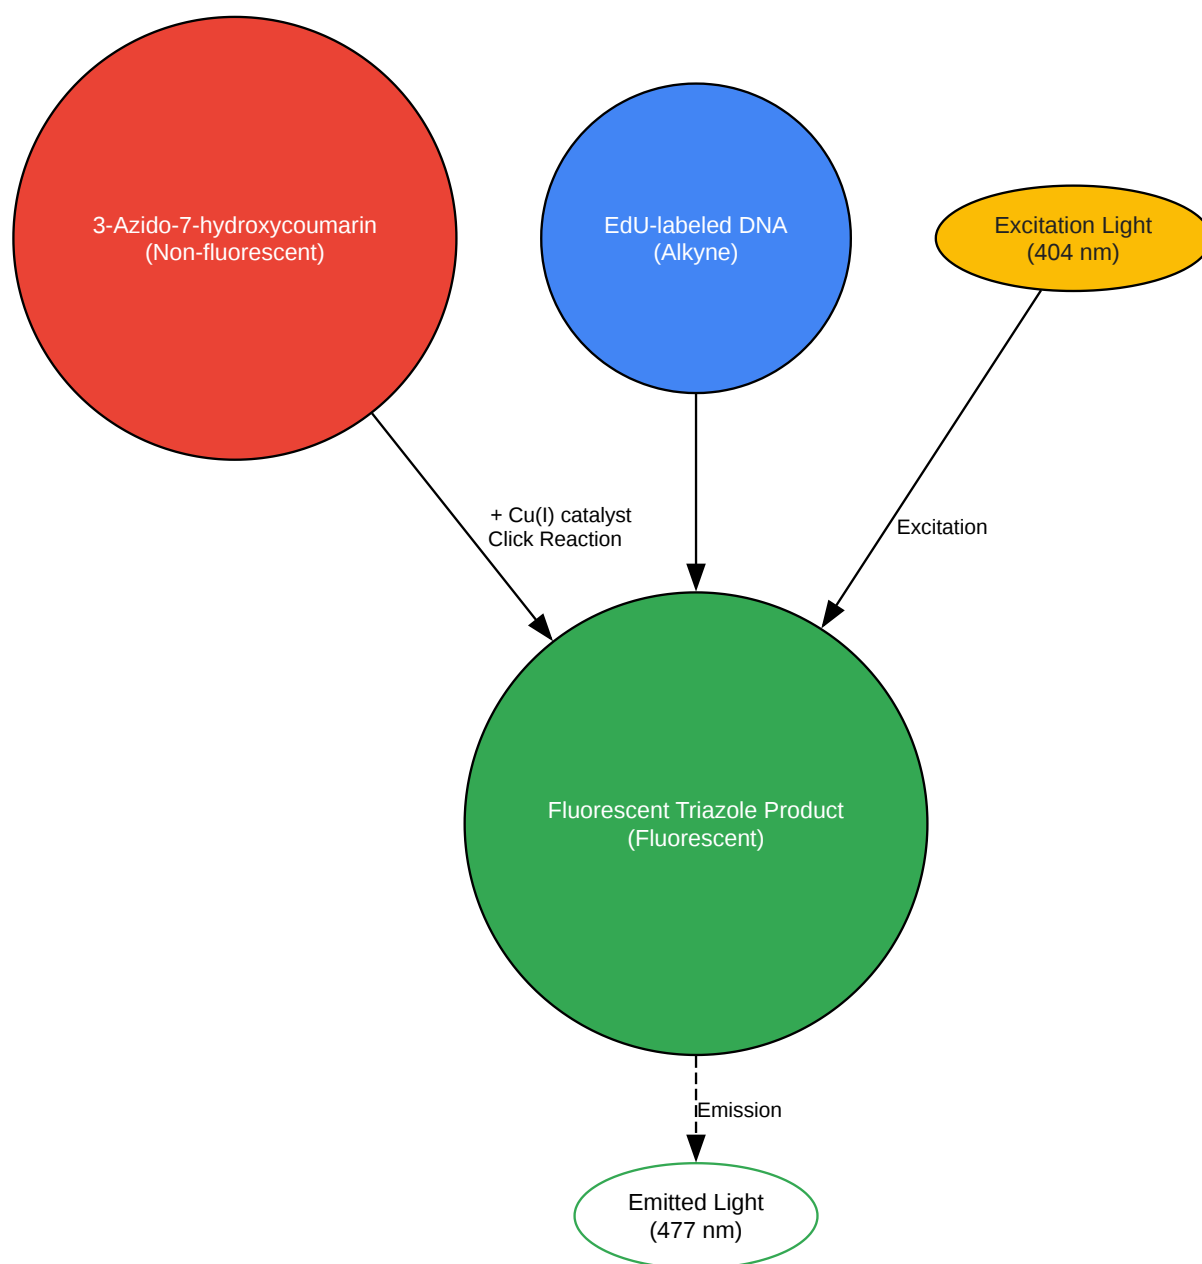 3-Azido-7-hydroxycoumarin
(Non-fluorescent)
EdU-labeled DNA
(Alkyne)
Excitation Light
(404 nm)
+ Cu(I) catalyst
Click Reaction
Excitation
Fluorescent Triazole Product
(Fluorescent)
Emission
Emitted Light
(477 nm)